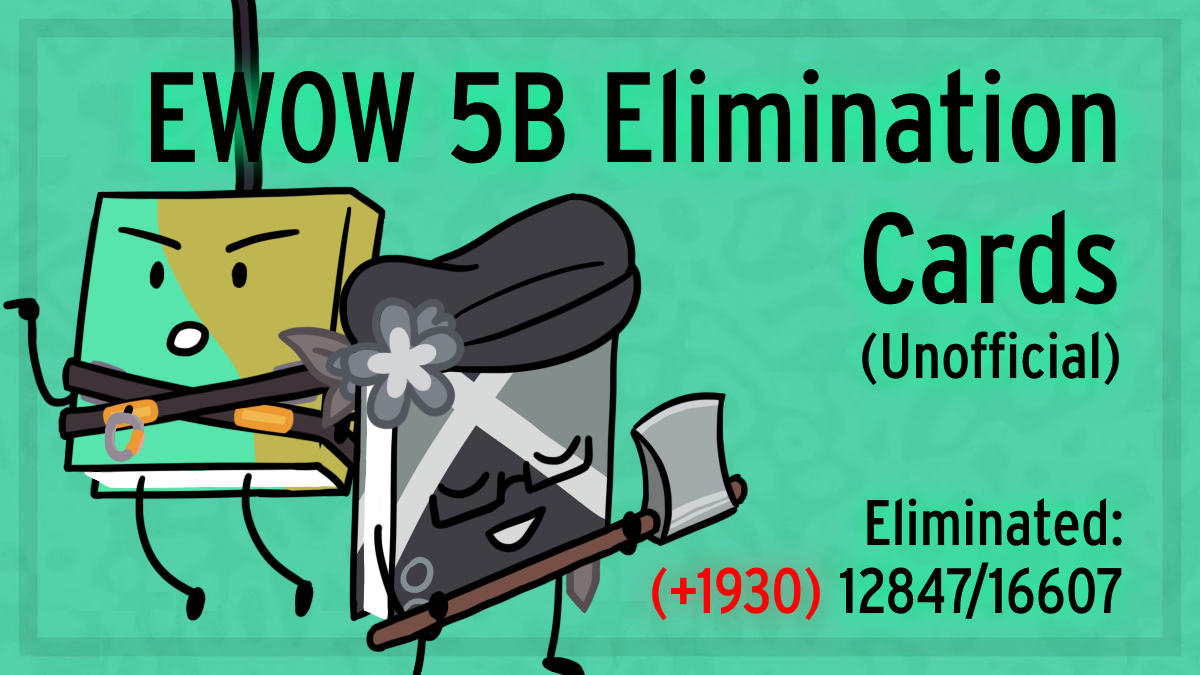 EWOW 5B Elimination
Cards
(Unofficial)
Eliminated:
(+1930) 12847/16607